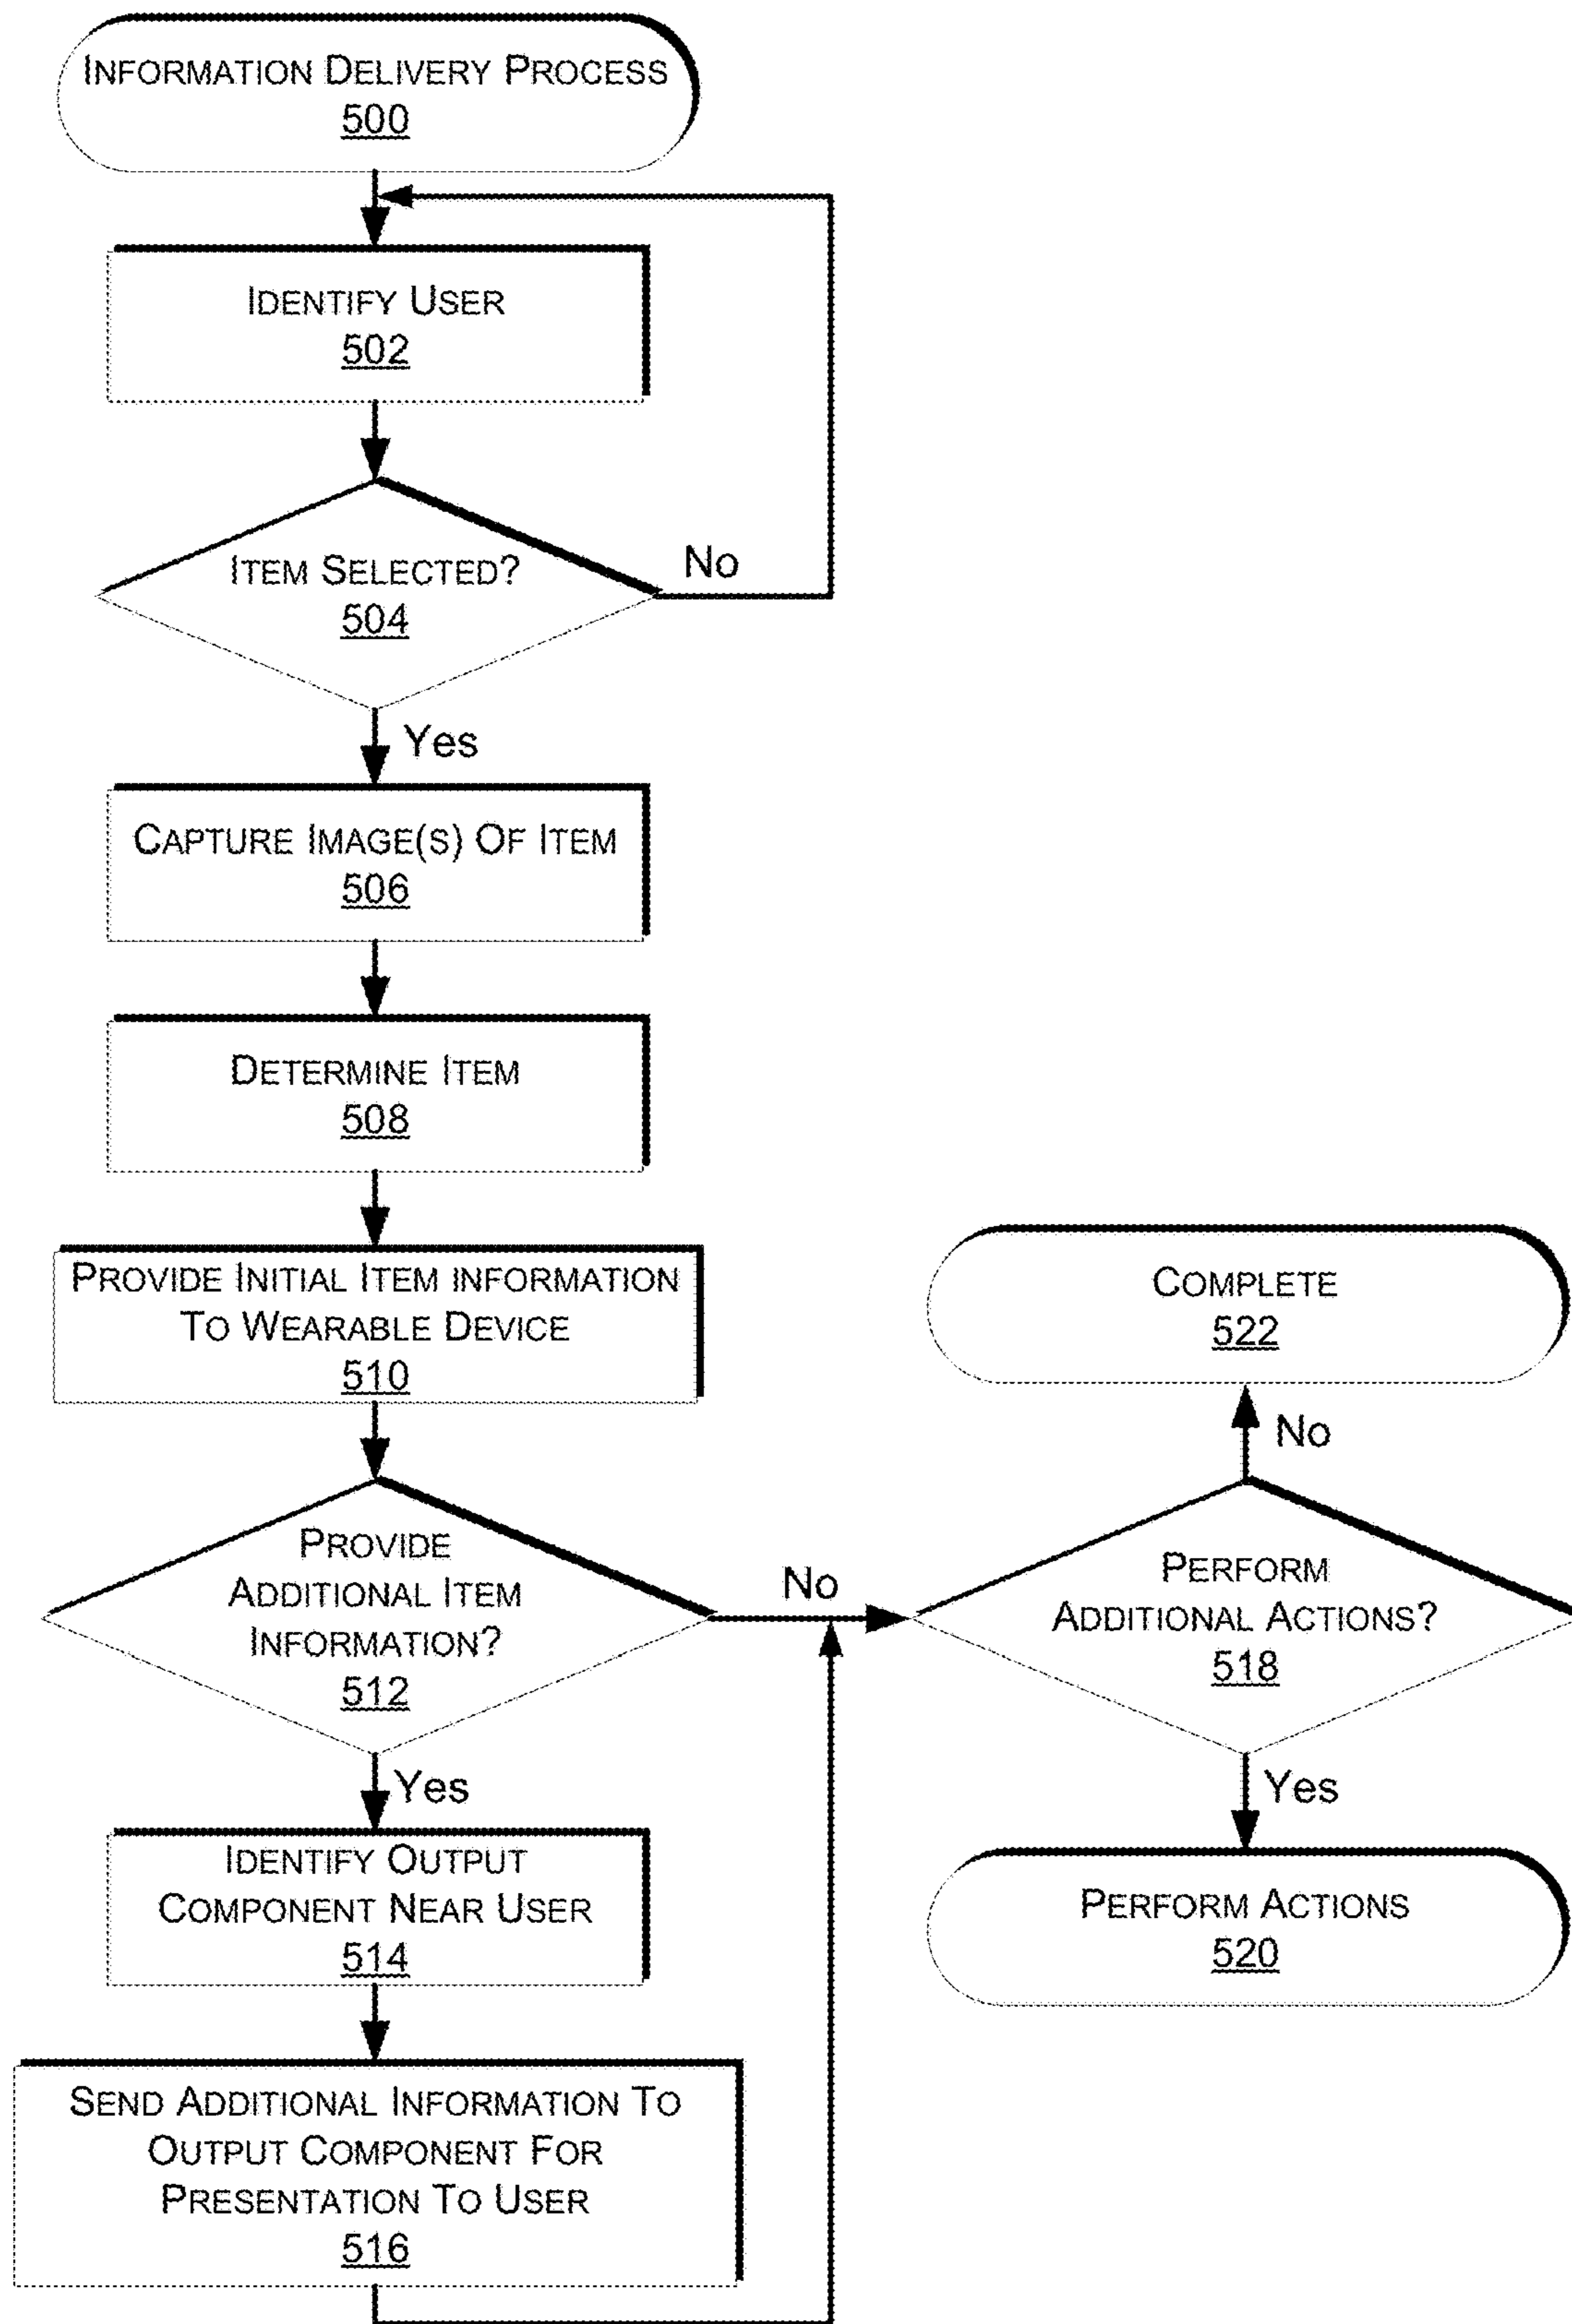 INFORMATION DELIVERY PROCESS
500
IDENTIFY USER
502
ITEM SELECTED?
504
No
Yes
CAPTURE IMAGE(S) OF ITEM
506
DETERMINE ITEM
508
PROVIDE INITIAL ITEM INFORMATION
TO WEARABLE DEVICE
510
PROVIDE
ADDITIONAL ITEM
INFORMATION?
512
No
Yes
IDENTIFY OUTPUT
COMPONENT NEAR USER
514
SEND ADDITIONAL INFORMATION TO
OUTPUT COMPONENT FOR
PRESENTATION TO USER
516
COMPLETE
522
No
PERFORM
ADDITIONAL ACTIONS?
518
Yes
PERFORM ACTIONS
520